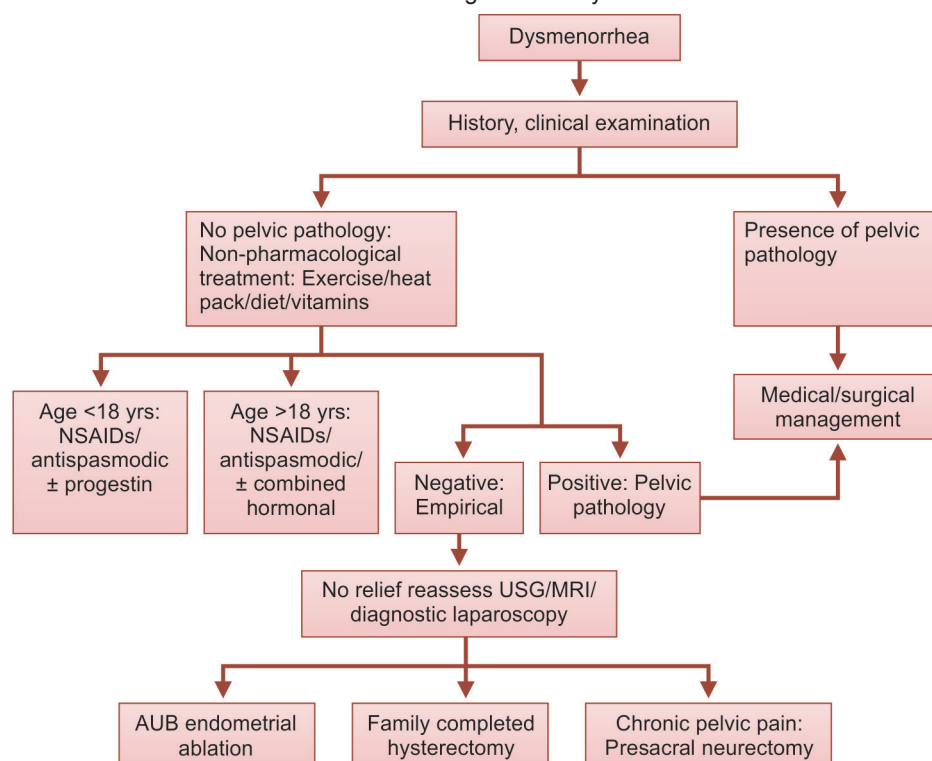 Dysmenorrhea
History, clinical examination
No pelvic pathology:
Non-pharmacological
treatment: Exercise/heat
pack/diet/vitamins
Presence of pelvic
pathology
Age <18 yrs:
NSAIDs/
antispasmodic
± progestin
Age >18 yrs:
NSAIDs/
antispasmodic/
± combined
hormonal
Medical/surgical
management
Negative:
Empirical
Positive: Pelvic
pathology
No relief reassess USG/MRI/
diagnostic laparoscopy
AUB endometrial
ablation
Family completed
hysterectomy
Chronic pelvic pain:
Presacral neurectomy